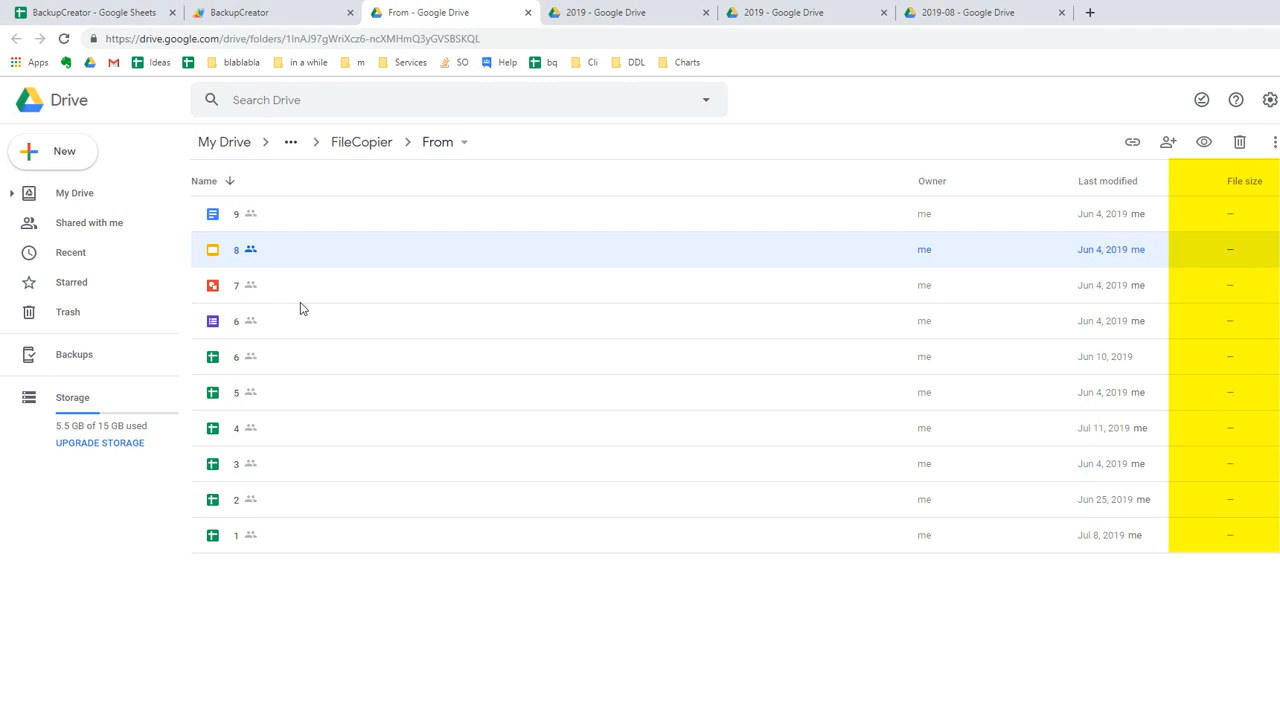 BackupCreator - Google Sheets
BackupCreator
From - Google Drive
2019 - Google Drive
2019 - Google Drive
2019-08 - Google Drive
https://drive.google.com/drive/folders/1InAJ97gWriXcz6-ncXMHmQ3yGVSBSKQL
Apps Ideas blablabla in a while m Services SO Help bq Cli DDL Charts
Drive
Search Drive
New
My Drive > ••• > FileCopier > From
Name Owner Last modified File size
My Drive
Shared with me
Recent
Starred
Trash
Backups
Storage
5.5 GB of 15 GB used
UPGRADE STORAGE
9 me Jun 4, 2019 me –
8 me Jun 4, 2019 me –
7 me Jun 4, 2019 me –
6 me Jun 4, 2019 me –
6 me Jun 10, 2019 –
5 me Jun 4, 2019 me –
4 me Jul 11, 2019 me –
3 me Jun 4, 2019 me –
2 me Jun 25, 2019 me –
1 me Jul 8, 2019 me –